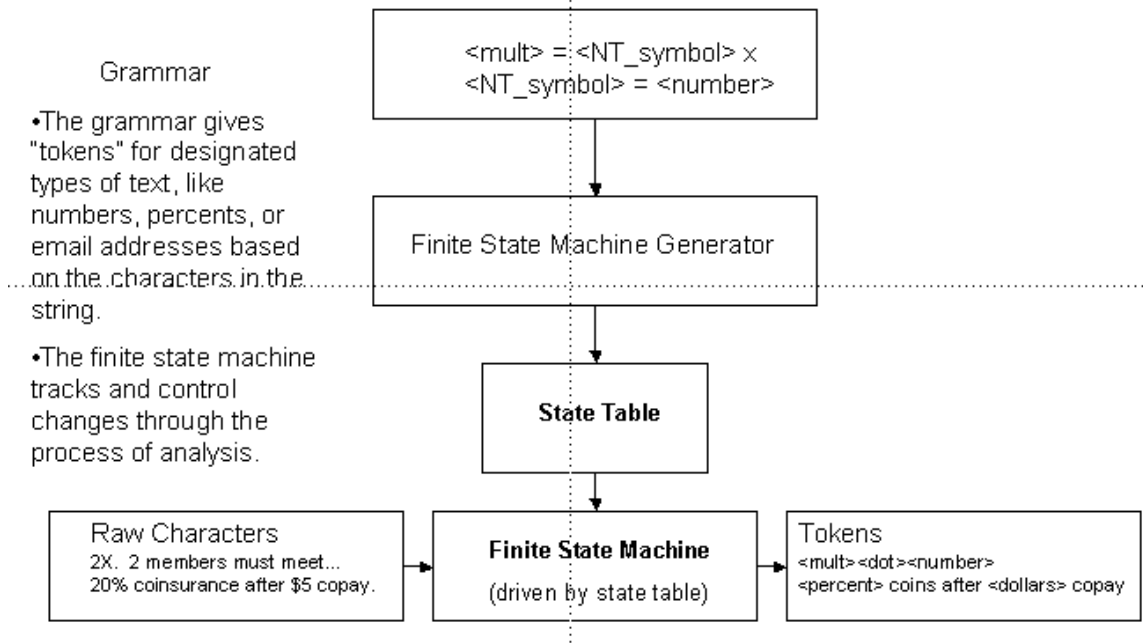 <mult> = <NT_symbol> x
<NT_symbol> = <number>
Grammar
•The grammar gives
"tokens" for designated
types of text, like
numbers, percents, or
email addresses based
on the characters in the
string.
•The finite state machine
tracks and control
changes through the
process of analysis.
Finite State Machine Generator
State Table
Raw Characters
2X. 2 members must meet...
20% coinsurance after $5 copay.
Finite State Machine
(driven by state table)
Tokens
<mult><dot><number>
<percent> coins after <dollars> copay